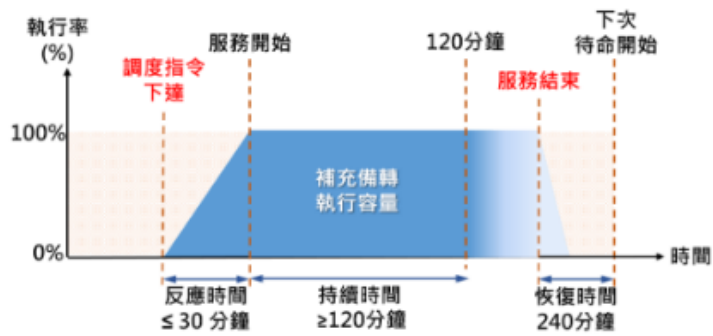 執行率
(%)
調度指令
下達
服務開始
120分鐘
服務結束
下次
待命開始
100%
補充備轉
執行容量
0%
時間
反應時間
≤ 30 分鐘
持續時間
≥120分鐘
恢復時間
240分鐘